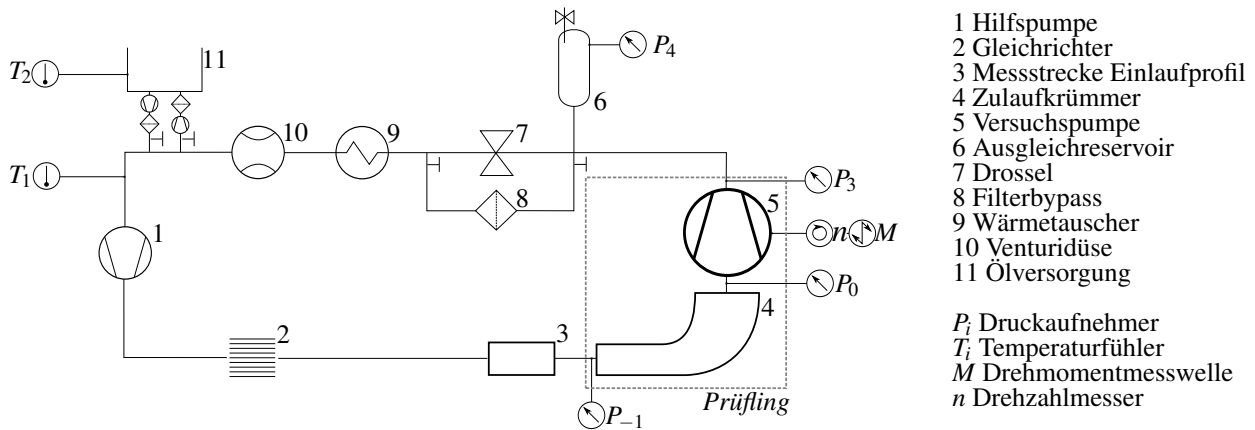 T2
11
P4
6
10
9
7
T1
8
P3
1
5
n
M
P0
4
2
3
P−1
Prüfling
1 Hilfspumpe
2 Gleichrichter
3 Messstrecke Einlaufprofil
4 Zulaufkrümmer
5 Versuchspumpe
6 Ausgleichreservoir
7 Drossel
8 Filterbypass
9 Wärmetauscher
10 Venturidüse
11 Ölversorgung
Pi Druckaufnehmer
Ti Temperaturfühler
M Drehmomentmesswelle
n Drehzahlmesser